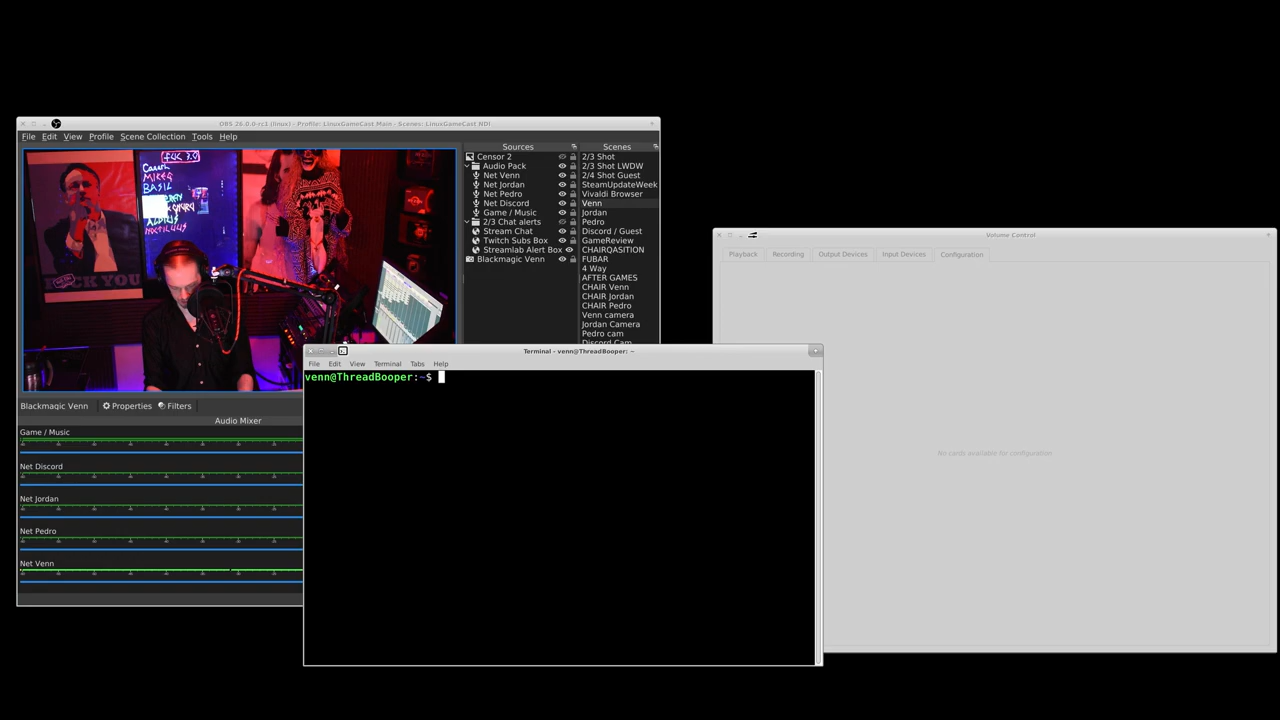 OBS 26.0.0-rc1 (linux) - Profile: LinuxGameCast Main - Scenes: LinuxGameCast NDI
File Edit View Profile Scene Collection Tools Help
Sources
Censor 2
Audio Pack
Net Venn
Net Jordan
Net Pedro
Net Discord
Game / Music
2/3 Chat alerts
Stream Chat
Twitch Subs Box
Streamlab Alert Box
Blackmagic Venn
Scenes
2/3 Shot
2/3 Shot LWDW
2/4 Shot Guest
SteamUpdateWeek
Vivaldi Browser
Venn
Jordan
Pedro
Discord / Guest
GameReview
CHAIRQASITION
FUBAR
4 Way
AFTER GAMES
CHAIR Venn
CHAIR Jordan
CHAIR Pedro
Venn camera
Jordan Camera
Pedro cam
Discord Cam
BASIL
CK YOU
Blackmagic Venn Properties Filters
Audio Mixer
Game / Music
Net Discord
Net Jordan
Net Pedro
Net Venn
Terminal - venn@ThreadBooper: ~
File Edit View Terminal Tabs Help
venn@ThreadBooper:~$
Volume Control
Playback Recording Output Devices Input Devices Configuration
No cards available for configuration